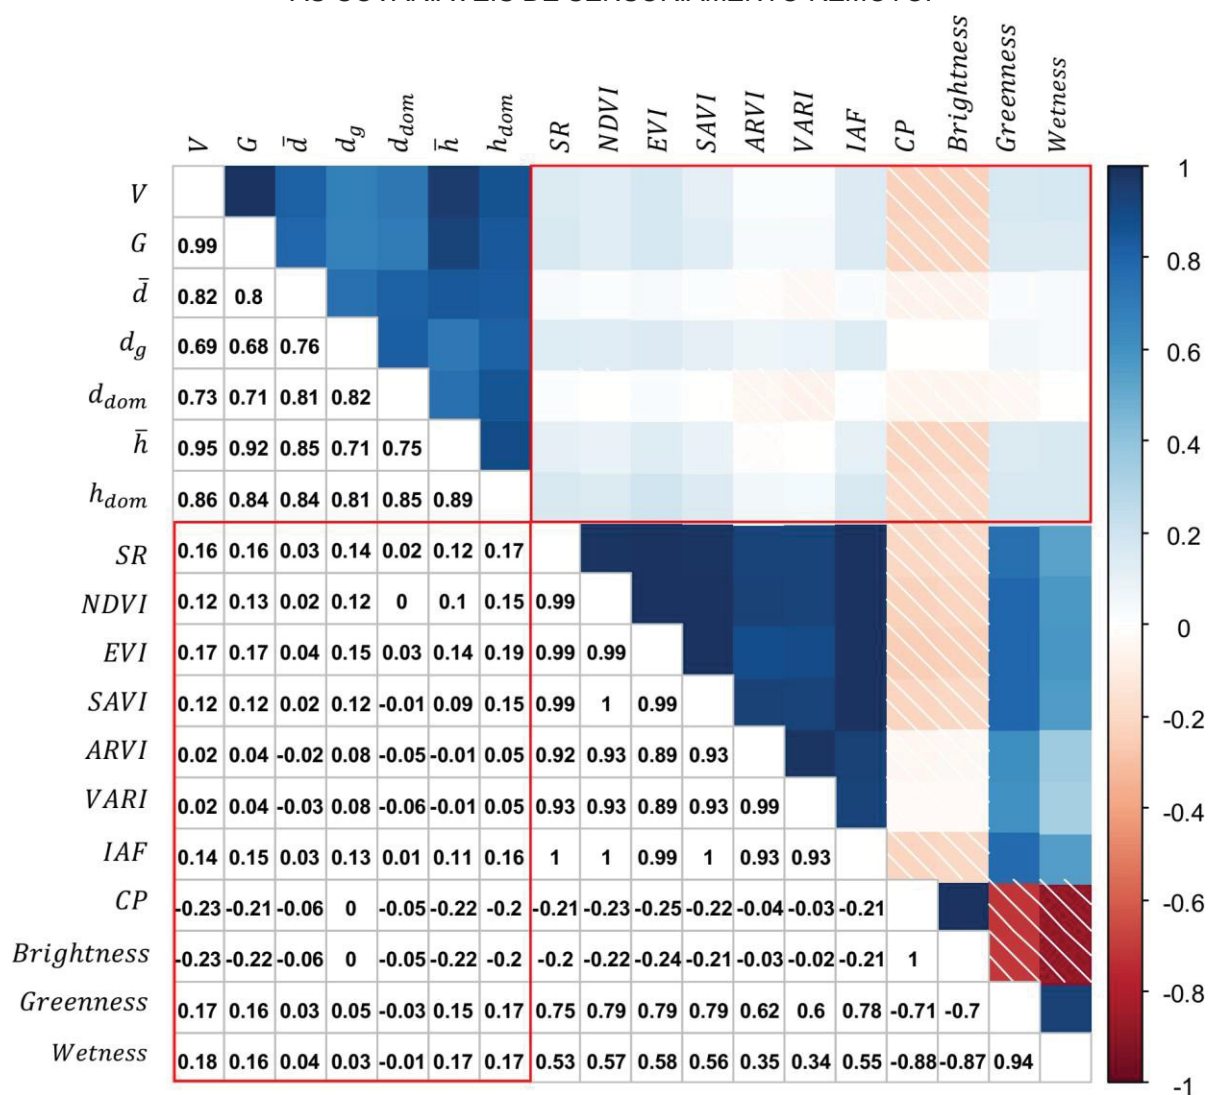 AS COVARIÁVEIS DE SENSORIAMENTO REMOTO.
V G d̄ d_g d_dom h̄ h_dom SR NDVI EVI SAVI ARVI VARI IAF CP Brightness Greenness Wetness
V
G 0.99
d̄ 0.82 0.8
d_g 0.69 0.68 0.76
d_dom 0.73 0.71 0.81 0.82
h̄ 0.95 0.92 0.85 0.71 0.75
h_dom 0.86 0.84 0.84 0.81 0.85 0.89
SR 0.16 0.16 0.03 0.14 0.02 0.12 0.17
NDVI 0.12 0.13 0.02 0.12 0 0.1 0.15 0.99
EVI 0.17 0.17 0.04 0.15 0.03 0.14 0.19 0.99 0.99
SAVI 0.12 0.12 0.02 0.12 -0.01 0.09 0.15 0.99 1 0.99
ARVI 0.02 0.04 -0.02 0.08 -0.05 -0.01 0.05 0.92 0.93 0.89 0.93
VARI 0.02 0.04 -0.03 0.08 -0.06 -0.01 0.05 0.93 0.93 0.89 0.93 0.99
IAF 0.14 0.15 0.03 0.13 0.01 0.11 0.16 1 1 0.99 1 0.93 0.93
CP -0.23 -0.21 -0.06 0 -0.05 -0.22 -0.2 -0.21 -0.23 -0.25 -0.22 -0.04 -0.03 -0.21
Brightness -0.23 -0.22 -0.06 0 -0.05 -0.22 -0.2 -0.2 -0.22 -0.24 -0.21 -0.03 -0.02 -0.21 1
Greenness 0.17 0.16 0.03 0.05 -0.03 0.15 0.17 0.75 0.79 0.79 0.79 0.62 0.6 0.78 -0.71 -0.7
Wetness 0.18 0.16 0.04 0.03 -0.01 0.17 0.17 0.53 0.57 0.58 0.56 0.35 0.34 0.55 -0.88 -0.87 0.94
1
0.8
0.6
0.4
0.2
0
-0.2
-0.4
-0.6
-0.8
-1